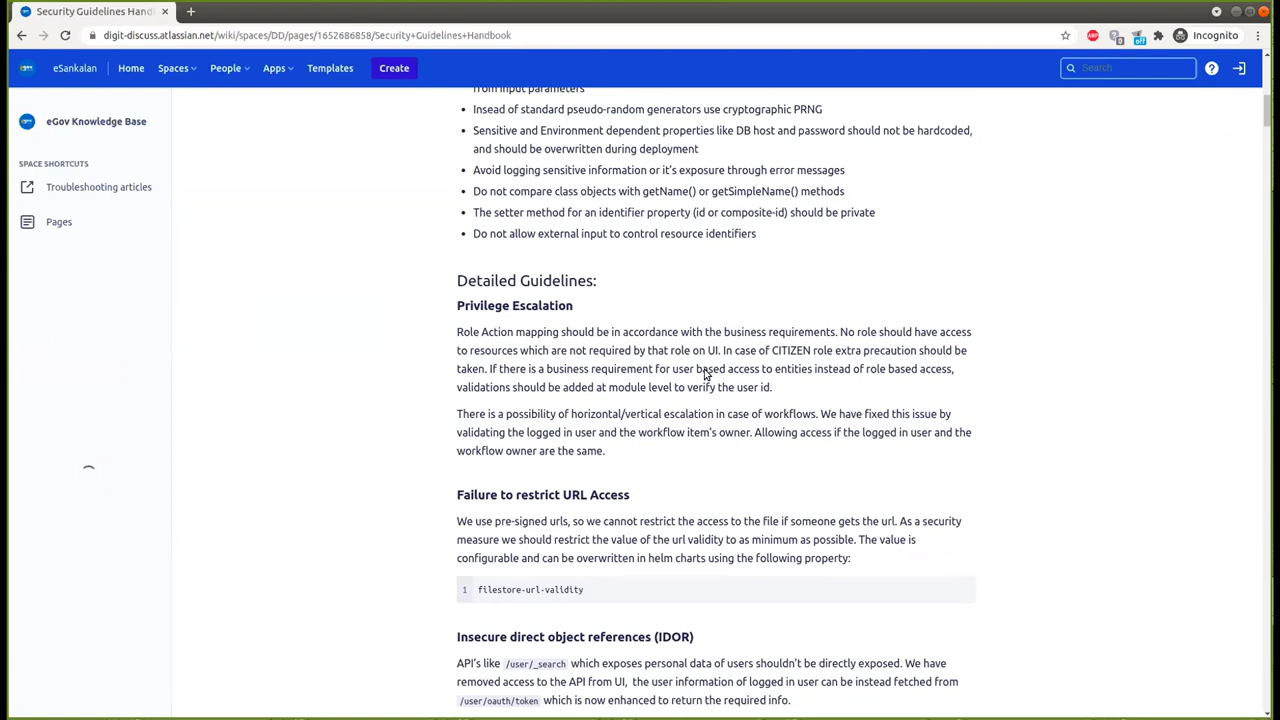 Security Guidelines Hand
digit-discuss.atlassian.net/wiki/spaces/DD/pages/1652686858/Security+Guidelines+Handbook
ABP
0
off
Incognito
eSankalan
Home
Spaces
People
Apps
Templates
Create
Search
eGov Knowledge Base
SPACE SHORTCUTS
Troubleshooting articles
Pages
from input parameters
• Insead of standard pseudo-random generators use cryptographic PRNG
• Sensitive and Environment dependent properties like DB host and password should not be hardcoded,
and should be overwritten during deployment
• Avoid logging sensitive information or it's exposure through error messages
• Do not compare class objects with getName() or getSimpleName() methods
• The setter method for an identifier property (id or composite-id) should be private
• Do not allow external input to control resource identifiers
Detailed Guidelines:
Privilege Escalation
Role Action mapping should be in accordance with the business requirements. No role should have access
to resources which are not required by that role on UI. In case of CITIZEN role extra precaution should be
taken. If there is a business requirement for user based access to entities instead of role based access,
validations should be added at module level to verify the user id.
There is a possibility of horizontal/vertical escalation in case of workflows. We have fixed this issue by
validating the logged in user and the workflow item's owner. Allowing access if the logged in user and the
workflow owner are the same.
Failure to restrict URL Access
We use pre-signed urls, so we cannot restrict the access to the file if someone gets the url. As a security
measure we should restrict the value of the url validity to as minimum as possible. The value is
configurable and can be overwritten in helm charts using the following property:
1 filestore-url-validity
Insecure direct object references (IDOR)
API's like /user/_search which exposes personal data of users shouldn't be directly exposed. We have
removed access to the API from UI, the user information of logged in user can be instead fetched from
/user/oauth/token which is now enhanced to return the required info.